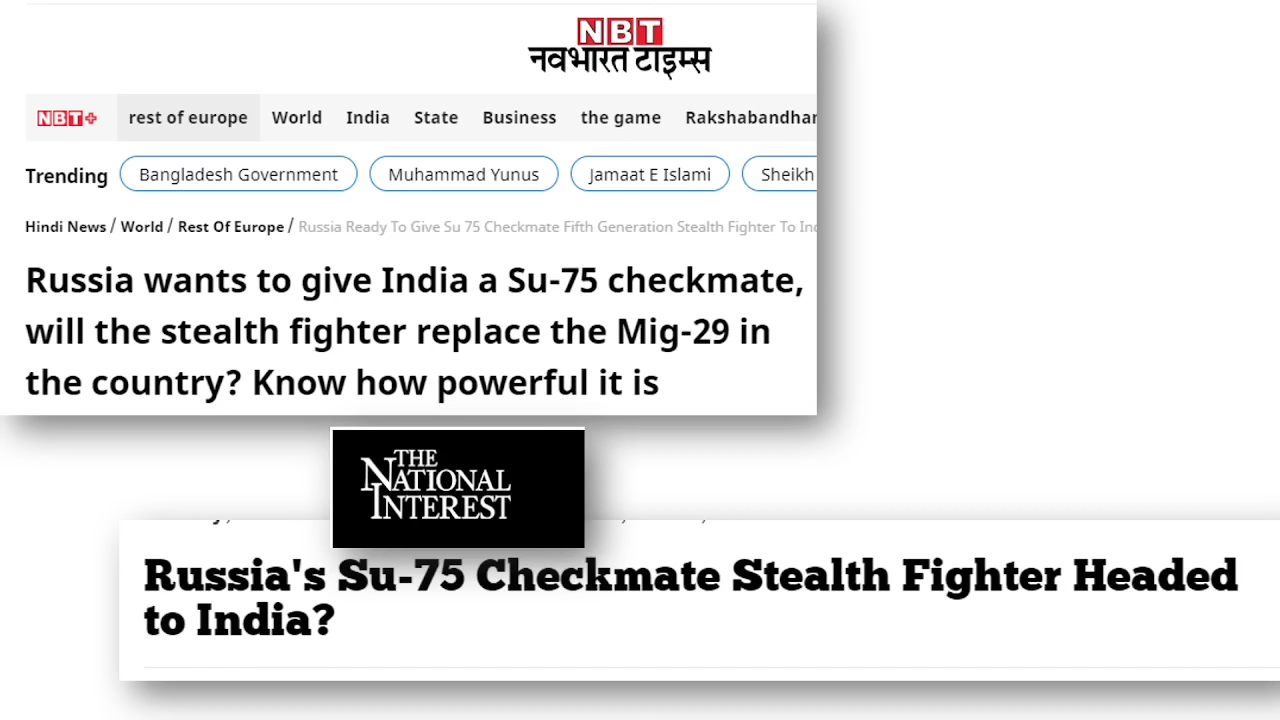 NBT
नवभारत टाइम्स
NBT+ rest of europe World India State Business the game Rakshabandhan
Trending Bangladesh Government Muhammad Yunus Jamaat E Islami Sheikh
Hindi News / World / Rest Of Europe / Russia Ready To Give Su 75 Checkmate Fifth Generation Stealth Fighter To
Russia wants to give India a Su-75 checkmate,
will the stealth fighter replace the Mig-29 in
the country? Know how powerful it is
THE
NATIONAL
INTEREST
Russia's Su-75 Checkmate Stealth Fighter Headed
to India?